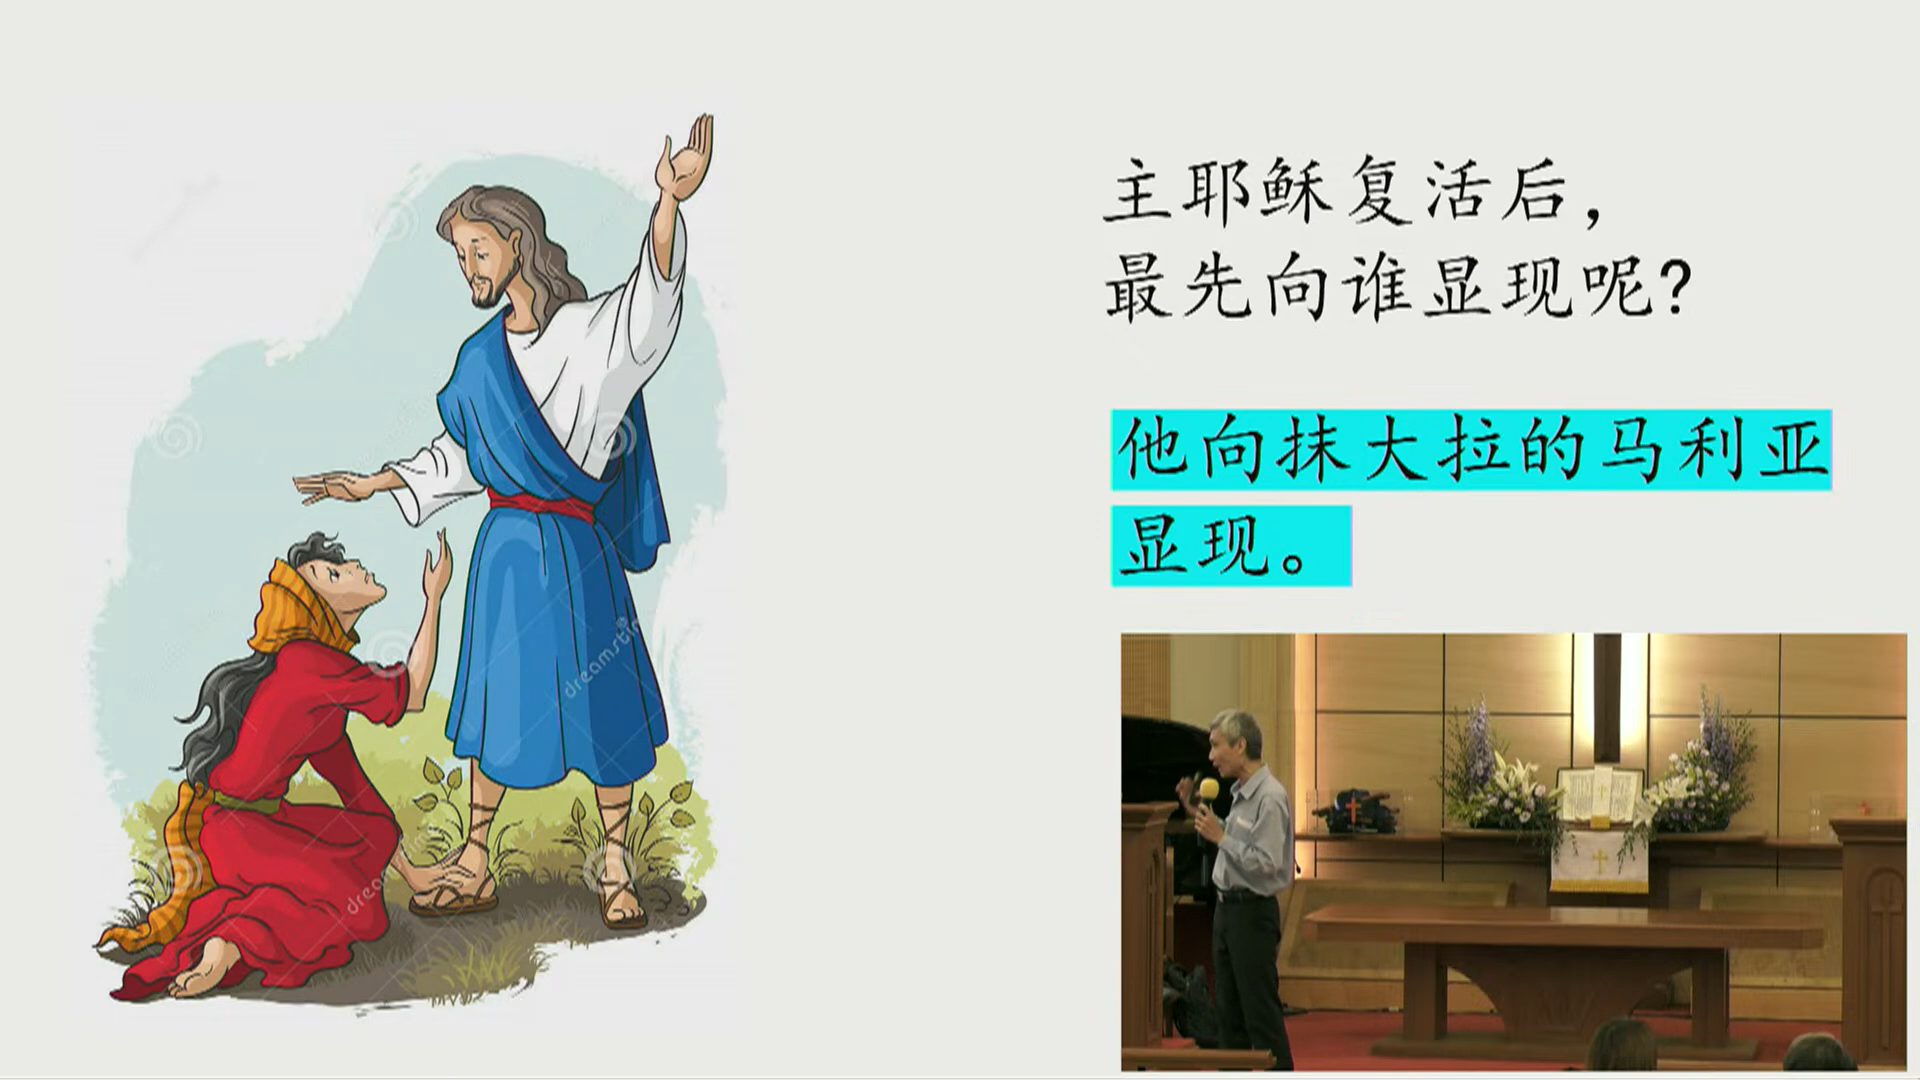 主耶稣复活后，
最先向谁显现呢?
他向抹大拉的马利亚
显现。
dreamstime